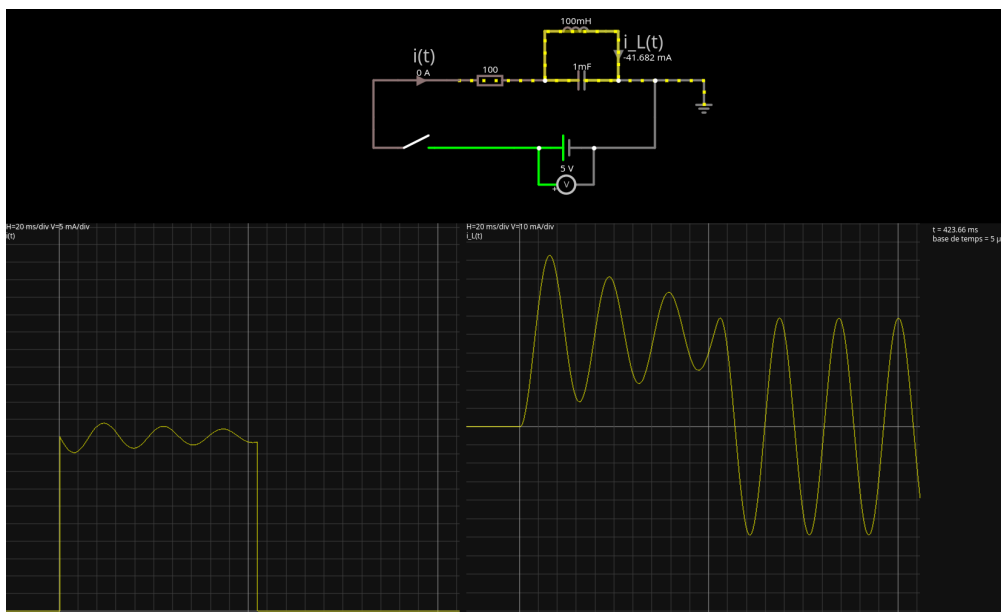 100mH
i(t)
i_L(t)
0 A
-41.682 mA
100
1mF
5 V
+
V
H=20 ms/div V=5 mA/div
i(t)
H=20 ms/div V=10 mA/div
i_L(t)
t = 423.66 ms
base de temps = 5 µ